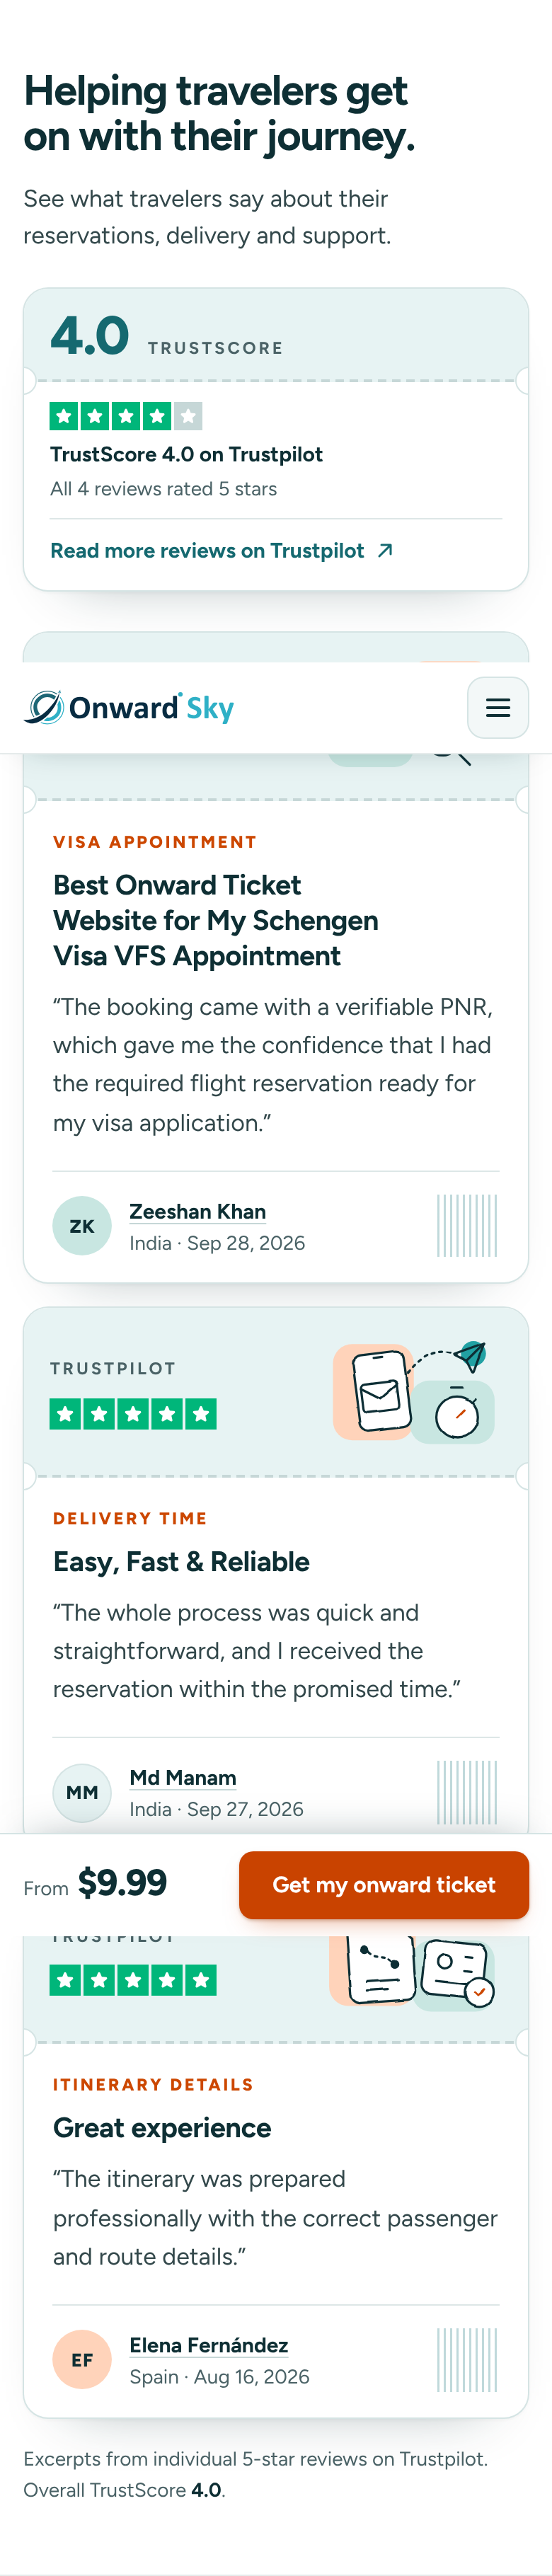 Helping travelers get
on with their journey.
See what travelers say about their
reservations, delivery and support.
4.0 TRUSTSCORE
TrustScore 4.0 on Trustpilot
All 4 reviews rated 5 stars
Read more reviews on Trustpilot
Onward Sky
VISA APPOINTMENT
Best Onward Ticket
Website for My Schengen
Visa VFS Appointment
“The booking came with a verifiable PNR,
which gave me the confidence that I had
the required flight reservation ready for
my visa application.”
ZK
Zeeshan Khan
India · Sep 28, 2026
TRUSTPILOT
DELIVERY TIME
Easy, Fast & Reliable
“The whole process was quick and
straightforward, and I received the
reservation within the promised time.”
MM
Md Manam
India · Sep 27, 2026
From $9.99
Get my onward ticket
TRUSTPILOT
ITINERARY DETAILS
Great experience
“The itinerary was prepared
professionally with the correct passenger
and route details.”
EF
Elena Fernández
Spain · Aug 16, 2026
Excerpts from individual 5-star reviews on Trustpilot.
Overall TrustScore 4.0.